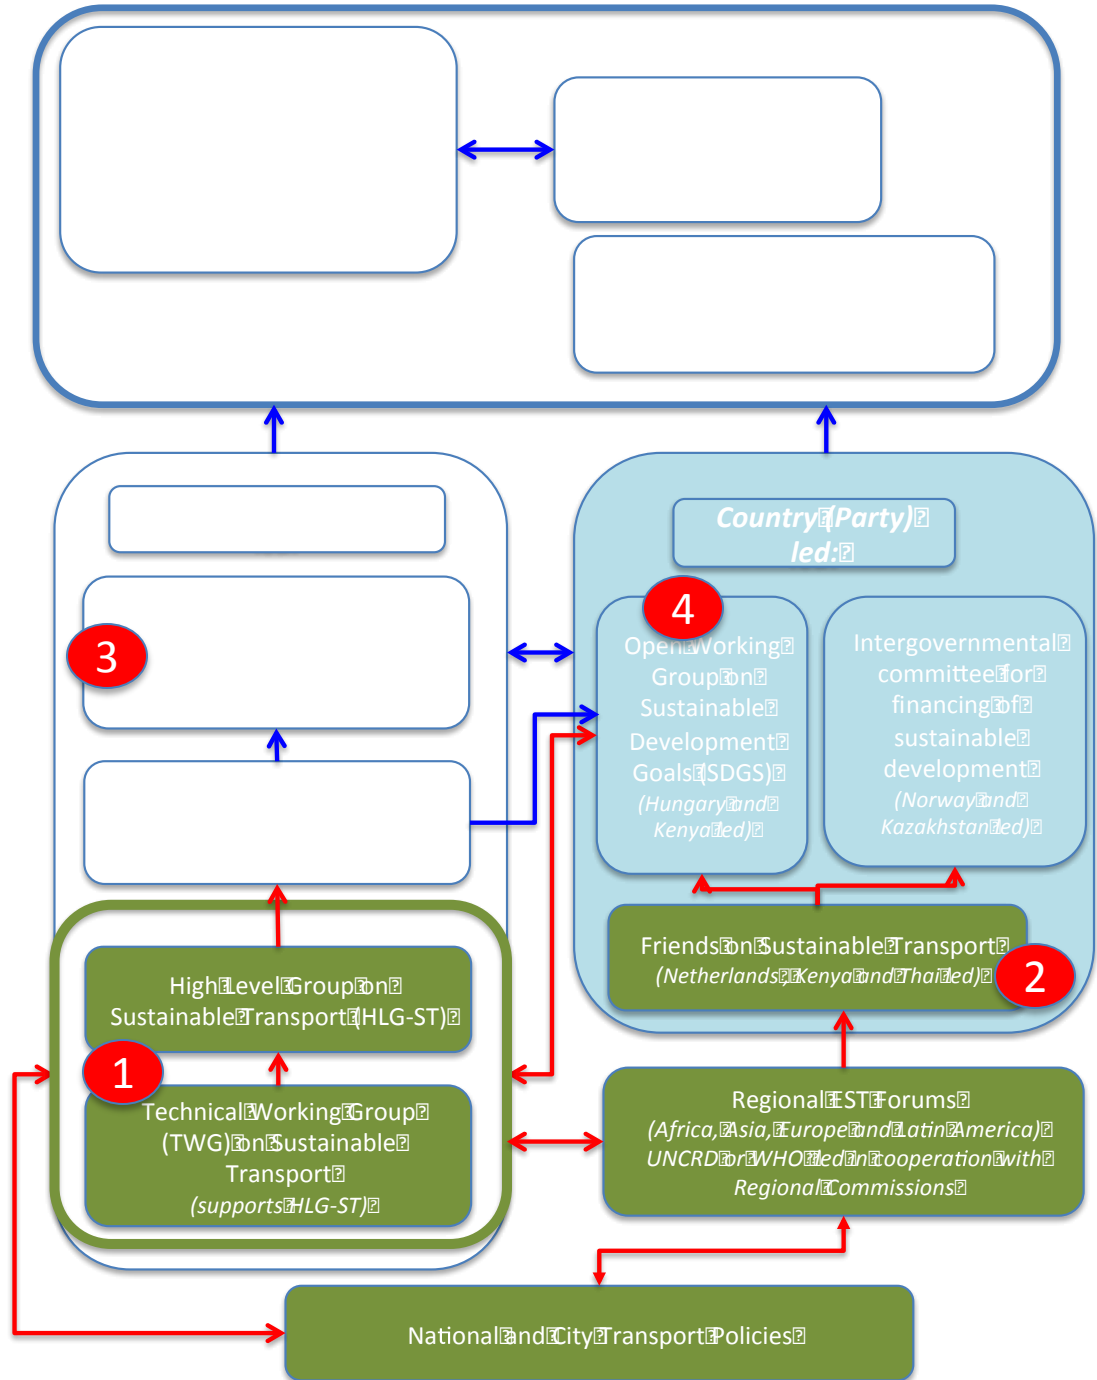 Country (Party)
led:
4
Open Working
Group on
Sustainable
Development
Goals (SDGS)
(Hungary and
Kenya led)
Intergovernmental
committee for
financing of
sustainable
development
(Norway and
Kazakhstan led)
3
Friends on Sustainable Transport
(Netherlands, Kenya and Thai led)
2
High Level Group on
Sustainable Transport (HLG-ST)
1
Technical Working Group
(TWG) on Sustainable
Transport
(supports HLG-ST)
Regional EST Forums
(Africa, Asia, Europe and Latin America)
UNCRD or WHO led in cooperation with
Regional Commissions
National and City Transport Policies